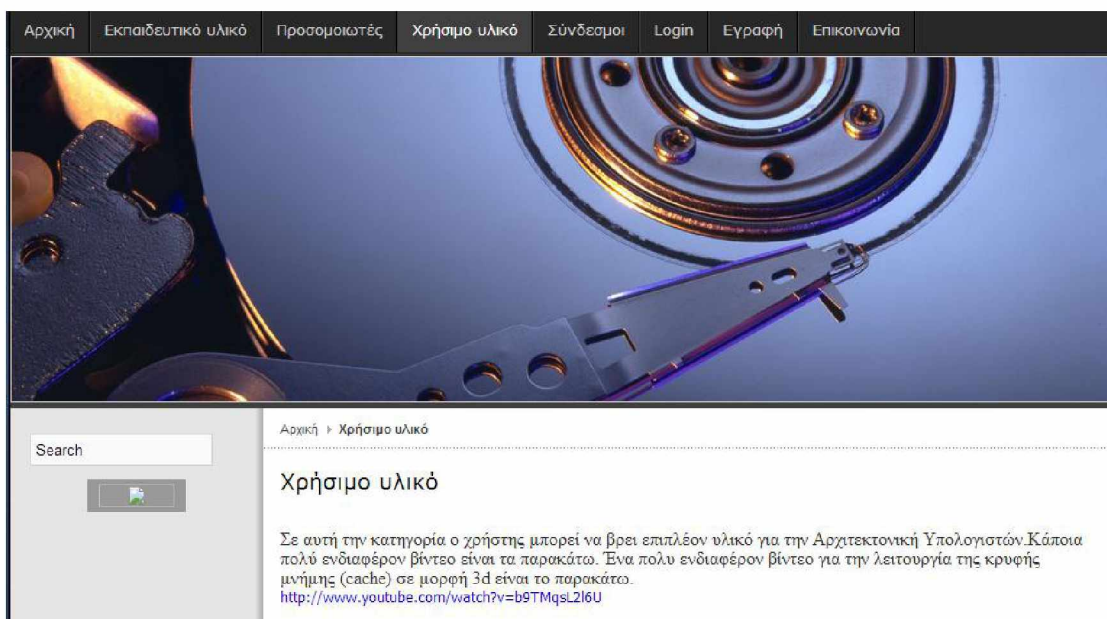 Αρχική Εκπαιδευτικό υλικό Προσομοιωτές Χρήσιμο υλικό Σύνδεσμοι Login Εγραφή Επικοινωνία
Αρχική Χρήσιμο υλικό
Search
Χρήσιμο υλικό
Σε αυτή την κατηγορία ο χρήστης μπορεί να βρει επιπλέον υλικό για την Αρχιτεκτονική Υπολογιστών.Κάποια
πολύ ενδιαφέρον βίντεο είναι τα παρακάτω. Ένα πολυ ενδιαφέρον βίντεο για την λειτουργία της κρυφής
μνήμης (cache) σε μορφή 3d είναι το παρακάτω.
http://www.youtube.com/watch?v=b9TMqsL2l6U